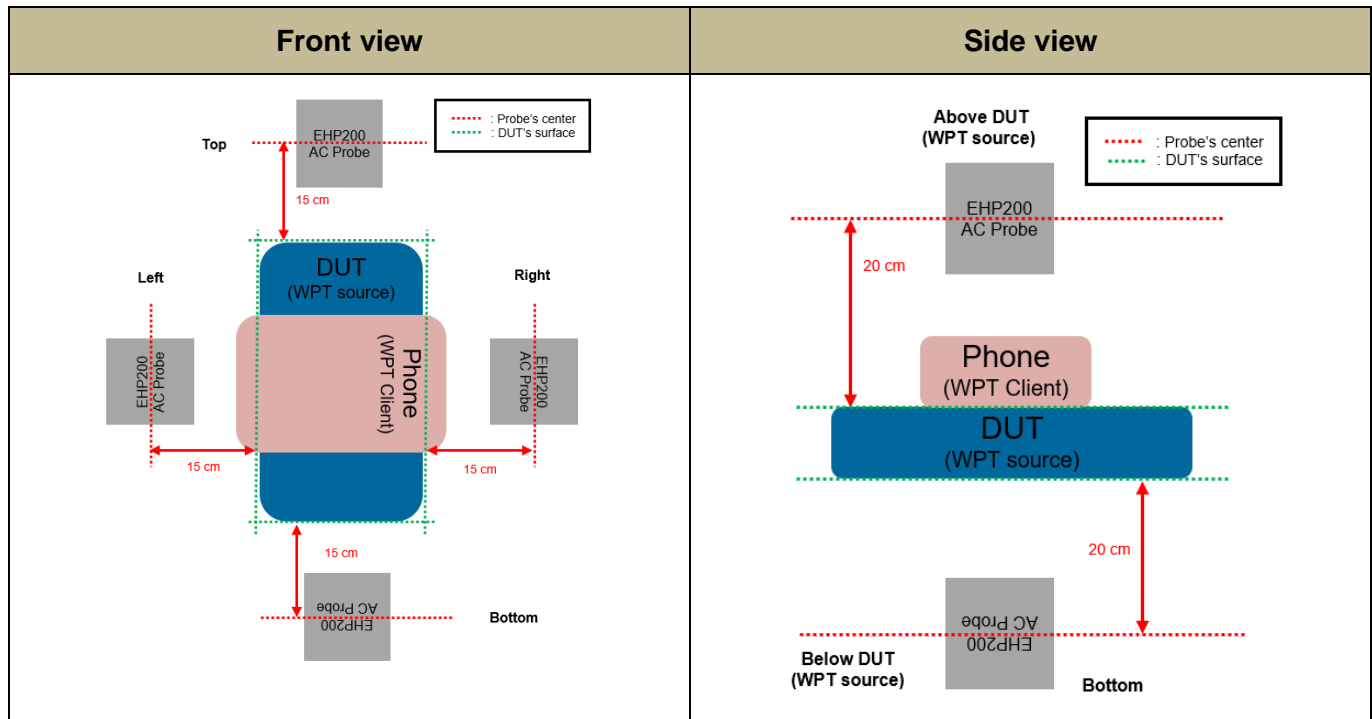 Front view
Side view
EHP200
AC Probe
: Probe's center
: DUT's surface
Top
15 cm
DUT
(WPT source)
Left
Right
EHP200
AC Probe
Phone
(WPT Client)
EHP200
AC Probe
15 cm
15 cm
15 cm
EHP200
AC Probe
Bottom
Above DUT
(WPT source)
: Probe's center
: DUT's surface
EHP200
AC Probe
20 cm
Phone
(WPT Client)
DUT
(WPT source)
20 cm
EHP200
AC Probe
Below DUT
(WPT source)
Bottom